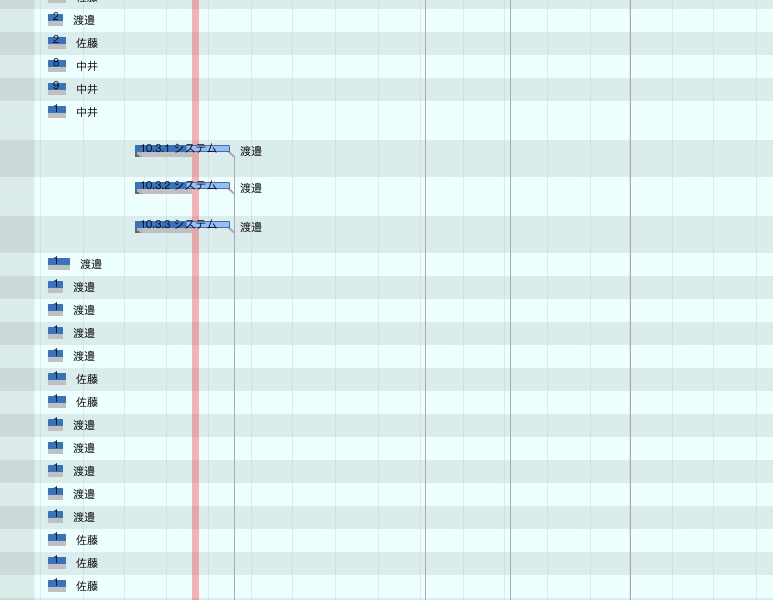 2 渡邉
2 佐藤
8 中井
9 中井
1 中井
10.3.1 システム 渡邉
10.3.2 システム 渡邉
10.3.3 システム 渡邉
1 渡邉
1 渡邉
1 渡邉
1 渡邉
1 渡邉
1 佐藤
1 佐藤
1 渡邉
1 渡邉
1 渡邉
1 渡邉
1 渡邉
1 佐藤
1 佐藤
1 佐藤